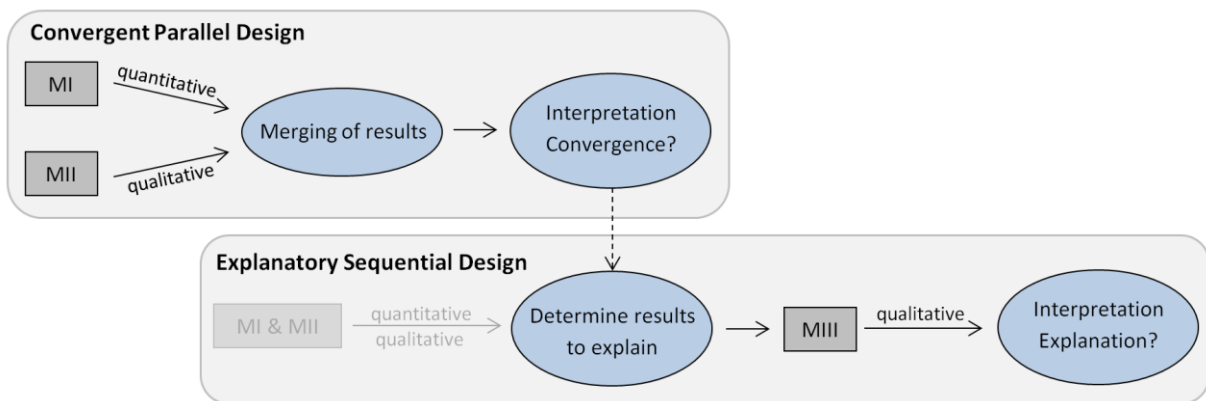 Convergent Parallel Design
MI
quantitative
MII
qualitative
Merging of results
Interpretation
Convergence?
Explanatory Sequential Design
MI & MII
quantitative
qualitative
Determine results
to explain
MIII
qualitative
Interpretation
Explanation?